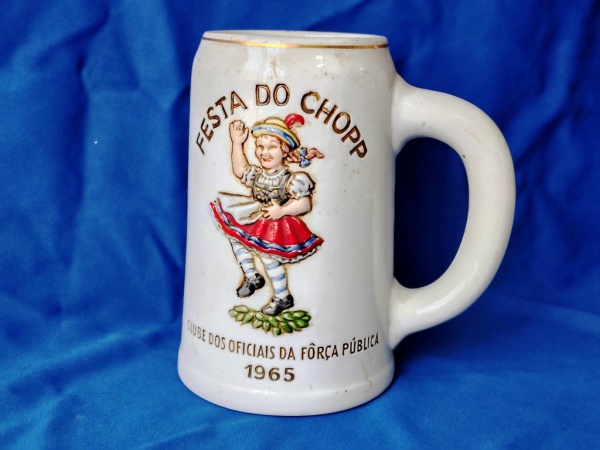 FESTA DO CHOPP
CLUBE DOS OFICIAIS DA FÔRÇA PÚBLICA
1965